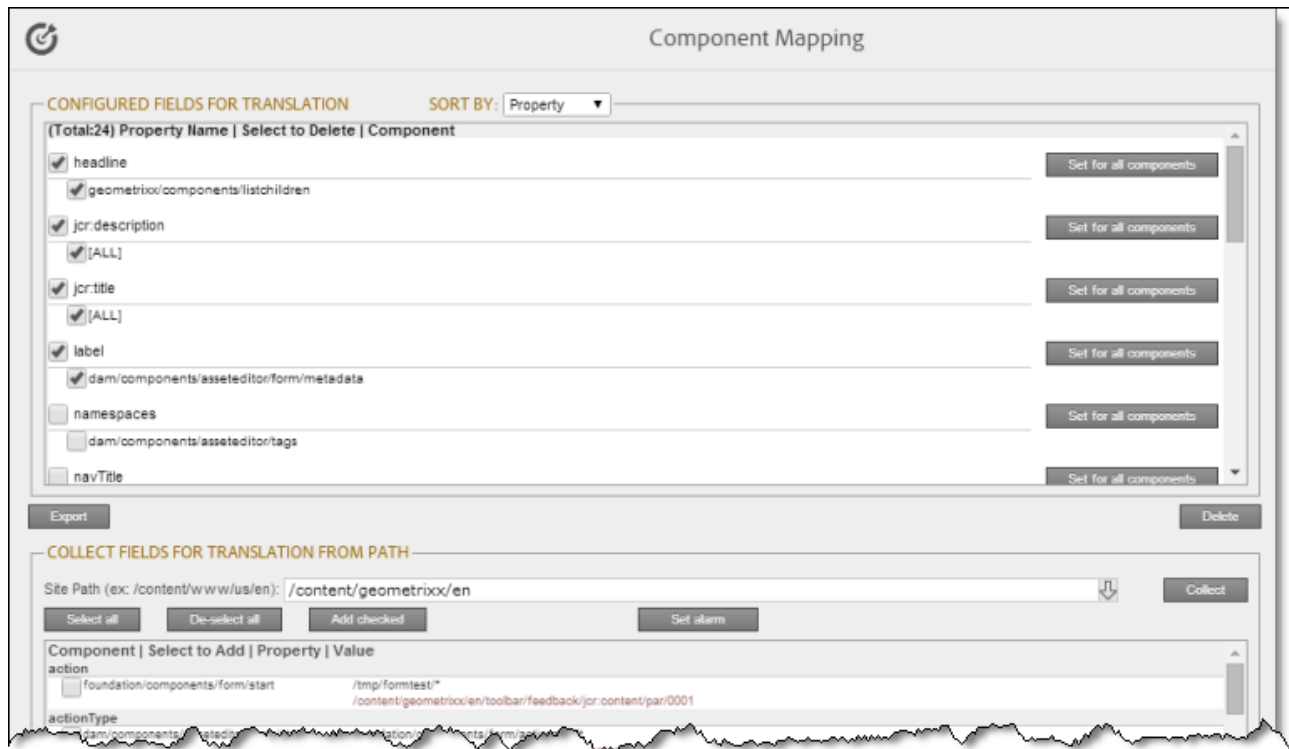 Component Mapping
CONFIGURED FIELDS FOR TRANSLATION SORT BY: Property
(Total:24) Property Name | Select to Delete | Component
headline Set for all components
geometrixx/components/listchildren
jcr:description Set for all components
[ALL]
jcr:title Set for all components
[ALL]
label Set for all components
dam/components/asseteditor/form/metadata
namespaces Set for all components
dam/components/asseteditor/tags
navTitle Set for all components
Export Delete
COLLECT FIELDS FOR TRANSLATION FROM PATH
Site Path (ex: /content/www/us/en): /content/geometrixx/en Collect
Select all De-select all Add checked Set alarm
Component | Select to Add | Property | Value
action
foundation/components/form/start /tmp/formtest/*
/content/geometrixx/en/toolbar/feedback/jcr:content/par/0001
actionType